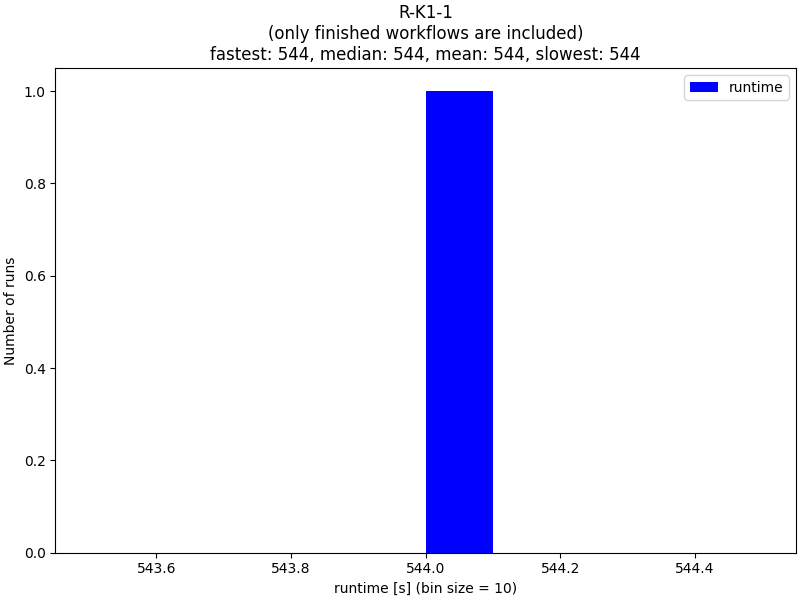 R-K1-1
(only finished workflows are included)
fastest: 544, median: 544, mean: 544, slowest: 544
runtime
1.0
0.8
0.6
0.4
0.2
0.0
Number of runs
543.6 543.8 544.0 544.2 544.4
runtime [s] (bin size = 10)